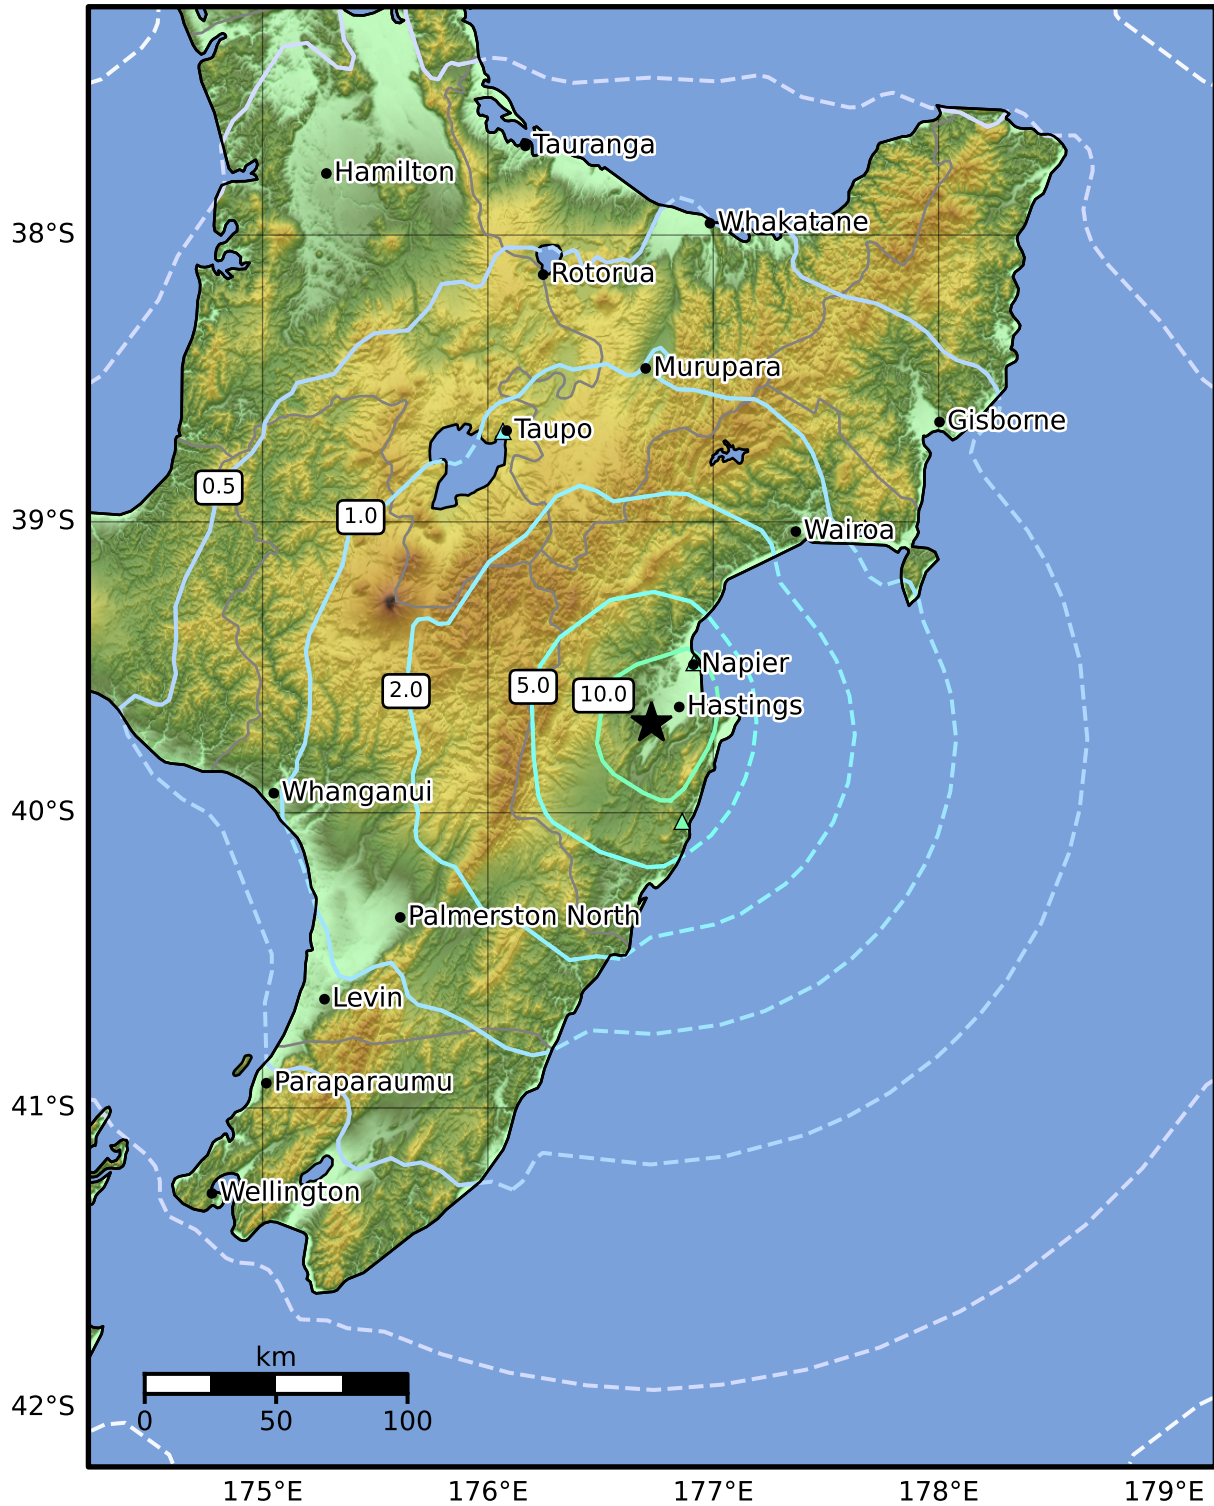 Tauranga
Hamilton
Whakatane
38°S
Rotorua
Murupara
Gisborne
Taupo
0.5
1.0
39°S
Wairoa
Napier
5.0
2.0
10.0
Hastings
Whanganui
40°S
Palmerston North
Levin
Paraparaumu
41°S
Wellington
km
0 50 100
42°S
175°E 176°E 177°E 178°E 179°E